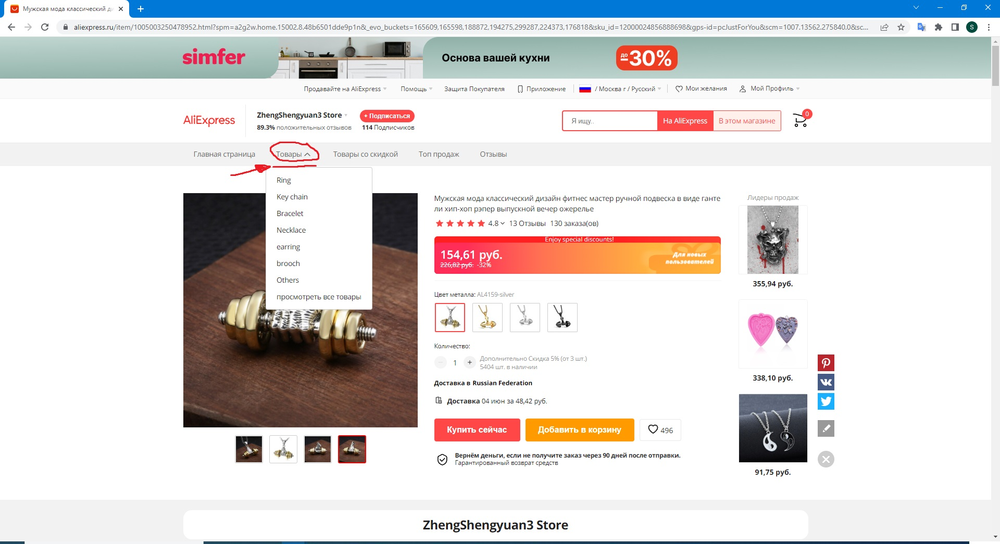 Мужская мода классический ди
aliexpress.ru/item/1005003250478952.html?spm=a2g2w.home.15002.8.48b6501dde9p1n&_evo_buckets=165609,165598,188872,194275,299287,224373,176818&sku_id=12000024856888698&gps-id=pcJustForYou&scm=1007.13562.275840.0&sc...
S
simfer
Основа вашей кухни
до -30%
Продавайте на AliExpress
Помощь
Защита Покупателя
Приложение
/ Москва г / Русский
Мои желания
Мой Профиль
AliExpress
ZhengShengyuan3 Store
+ Подписаться
89.3% положительных отзывов
114 Подписчиков
Я ищу..
На AliExpress
В этом магазине
0
Главная страница
Товары
Товары со скидкой
Топ продаж
Отзывы
Ring
Key chain
Bracelet
Necklace
earring
brooch
Others
просмотреть все товары
Мужская мода классический дизайн фитнес мастер ручной подвеска в виде ганте
ли хип-хоп рэпер выпускной вечер ожерелье
4.8
13 Отзывы
130 заказа(ов)
Enjoy special discounts!
154,61 руб.
226,82 руб. -32%
Для новых
пользователей
Цвет металла: AL4159-silver
Количество:
1
Дополнительно Скидка 5% (от 3 шт.)
5404 шт. в наличии
Доставка в Russian Federation
Доставка 04 июн за 48,42 руб.
Купить сейчас
Добавить в корзину
496
Вернём деньги, если не получите заказ через 90 дней после отправки.
Гарантированный возврат средств
Лидеры продаж
355,94 руб.
338,10 руб.
91,75 руб.
ZhengShengyuan3 Store